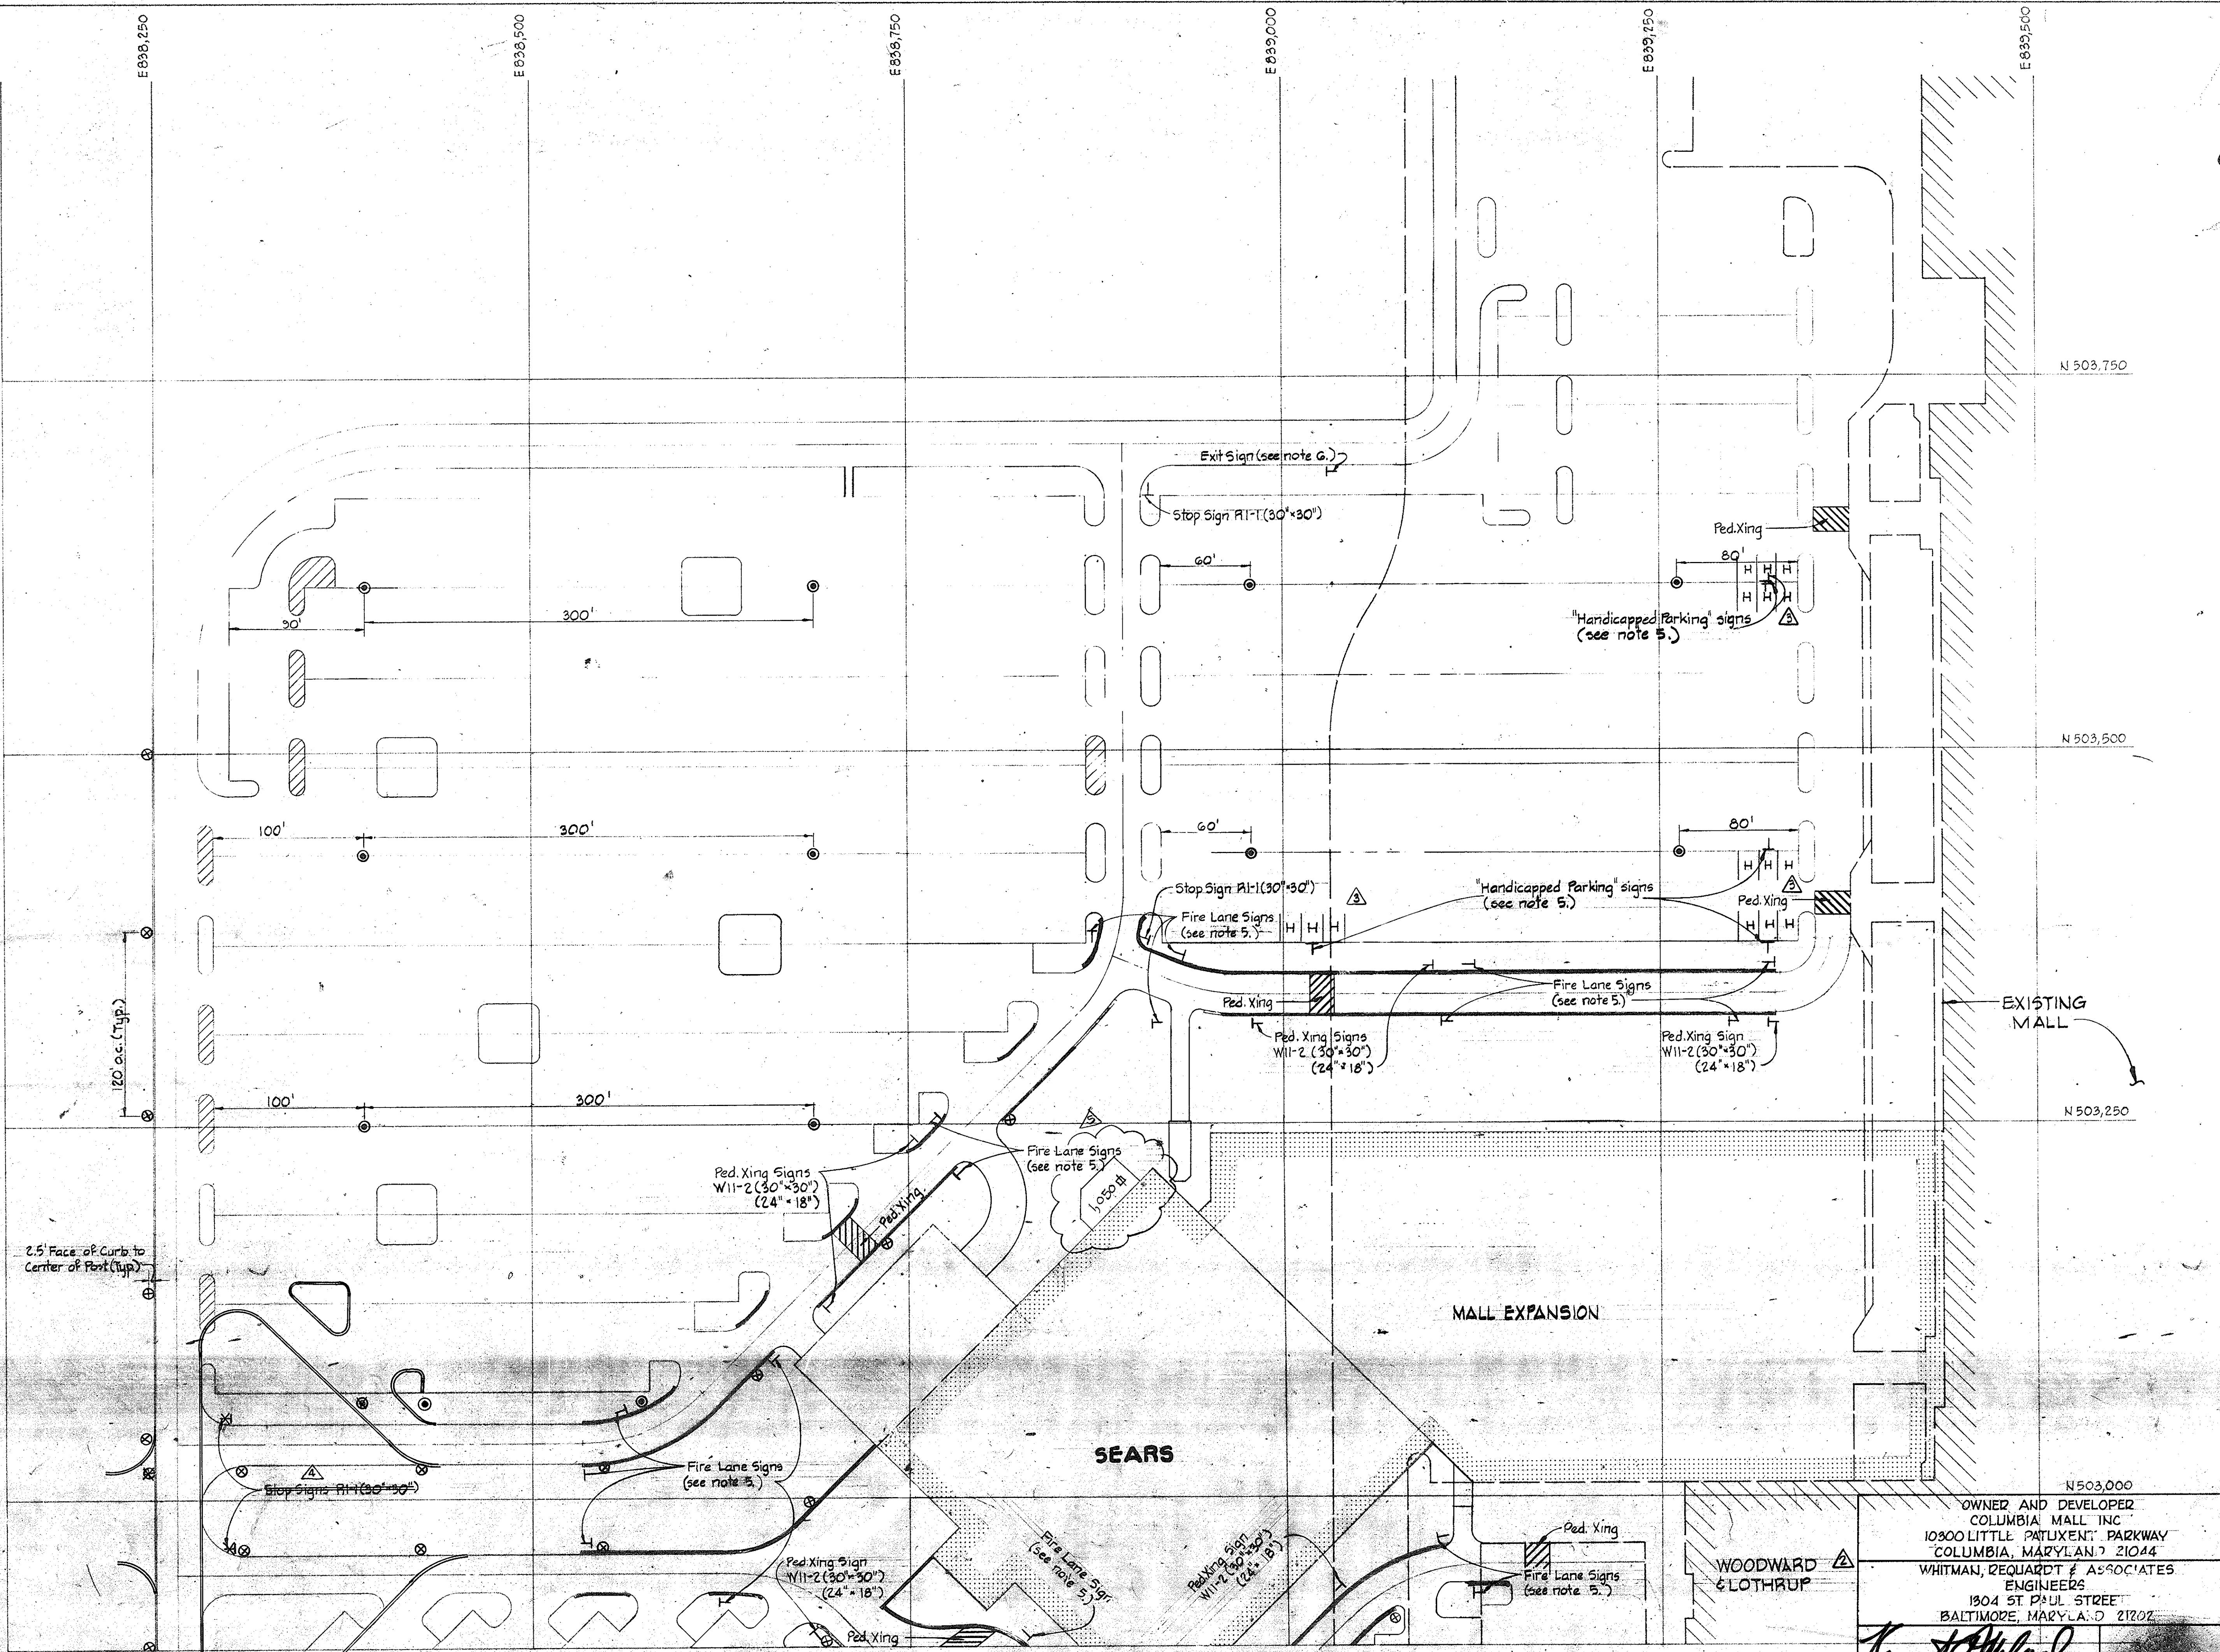 E 838,250
E 838,500
E 838,750
E 839,000
E 839,250
E 839,500
N 503,750
Exit Sign (see note 6.)
Stop Sign R1-1 (30"×30")
Ped. Xing
60'
80'
H H H
H H H
"Handicapped Parking" signs
(see note 5.)
3
90'
300'
N 503,500
100'
300'
60'
80'
H H H
Stop Sign R1-1 (30"×30")
3
"Handicapped Parking" signs
(see note 5.)
3
Ped. Xing
Fire Lane Signs
(see note 5.)
H H H
H H H
120' o.c. (Typ.)
Ped. Xing
Fire Lane Signs
(see note 5.)
EXISTING
MALL
Ped. Xing Signs
W11-2 (30"×30")
(24"×18")
Ped. Xing Sign
W11-2 (30"×30")
(24"×18")
100'
300'
N 503,250
5
Fire Lane Signs
(see note 5.)
Ped. Xing Signs
W11-2 (30"×30")
(24"×18")
1,050
Ped. Xing
2.5' Face of Curb to
Center of Post (Typ.)
MALL EXPANSION
SEARS
Fire Lane Signs
(see note 5.)
4
Stop Signs R1-1 (30"×30")
N 503,000
OWNER AND DEVELOPER
COLUMBIA MALL INC
10300 LITTLE PATUXENT PARKWAY
COLUMBIA, MARYLAND 21044
WHITMAN, REQUARDT & ASSOCIATES
ENGINEERS
1304 ST. PAUL STREET
BALTIMORE, MARYLAND 21202
Ped. Xing Sign
W11-2 (30"×30")
(24"×18")
Fire Lane Sign
(see note 5.)
Ped. Xing Sign
W11-2 (30"×30")
(24"×18")
Ped. Xing
Fire Lane Signs
(see note 5.)
WOODWARD
& LOTHRUP
2
Ped. Xing